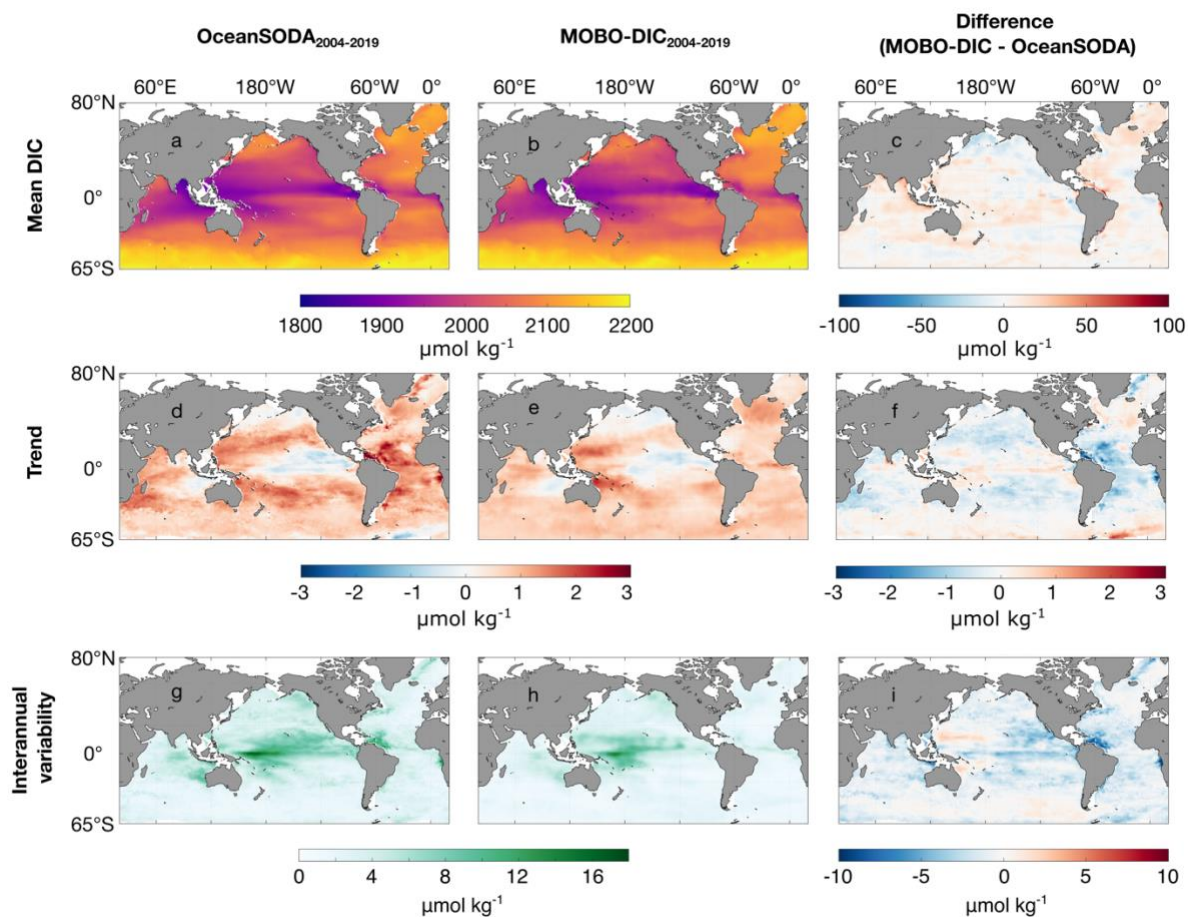 OceanSODA2004-2019
MOBO-DIC2004-2019
Difference
(MOBO-DIC - OceanSODA)
60°E 180°W 60°W 0°
60°E 180°W 60°W 0°
60°E 180°W 60°W 0°
Mean DIC
80°N
0°
65°S
a
b
c
1800 1900 2000 2100 2200
µmol kg-1
-100 -50 0 50 100
µmol kg-1
Trend
80°N
0°
65°S
d
e
f
-3 -2 -1 0 1 2 3
µmol kg-1
-3 -2 -1 0 1 2 3
µmol kg-1
Interannual
variability
80°N
0°
65°S
g
h
i
0 4 8 12 16
µmol kg-1
-10 -5 0 5 10
µmol kg-1